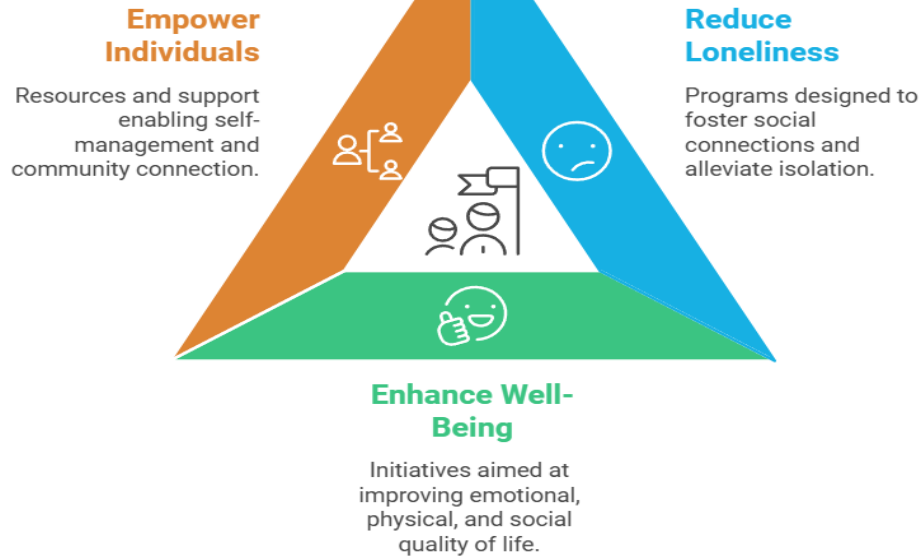 Empower
Individuals
Resources and support
enabling self-
management and
community connection.
Reduce
Loneliness
Programs designed to
foster social
connections and
alleviate isolation.
Enhance Well-
Being
Initiatives aimed at
improving emotional,
physical, and social
quality of life.